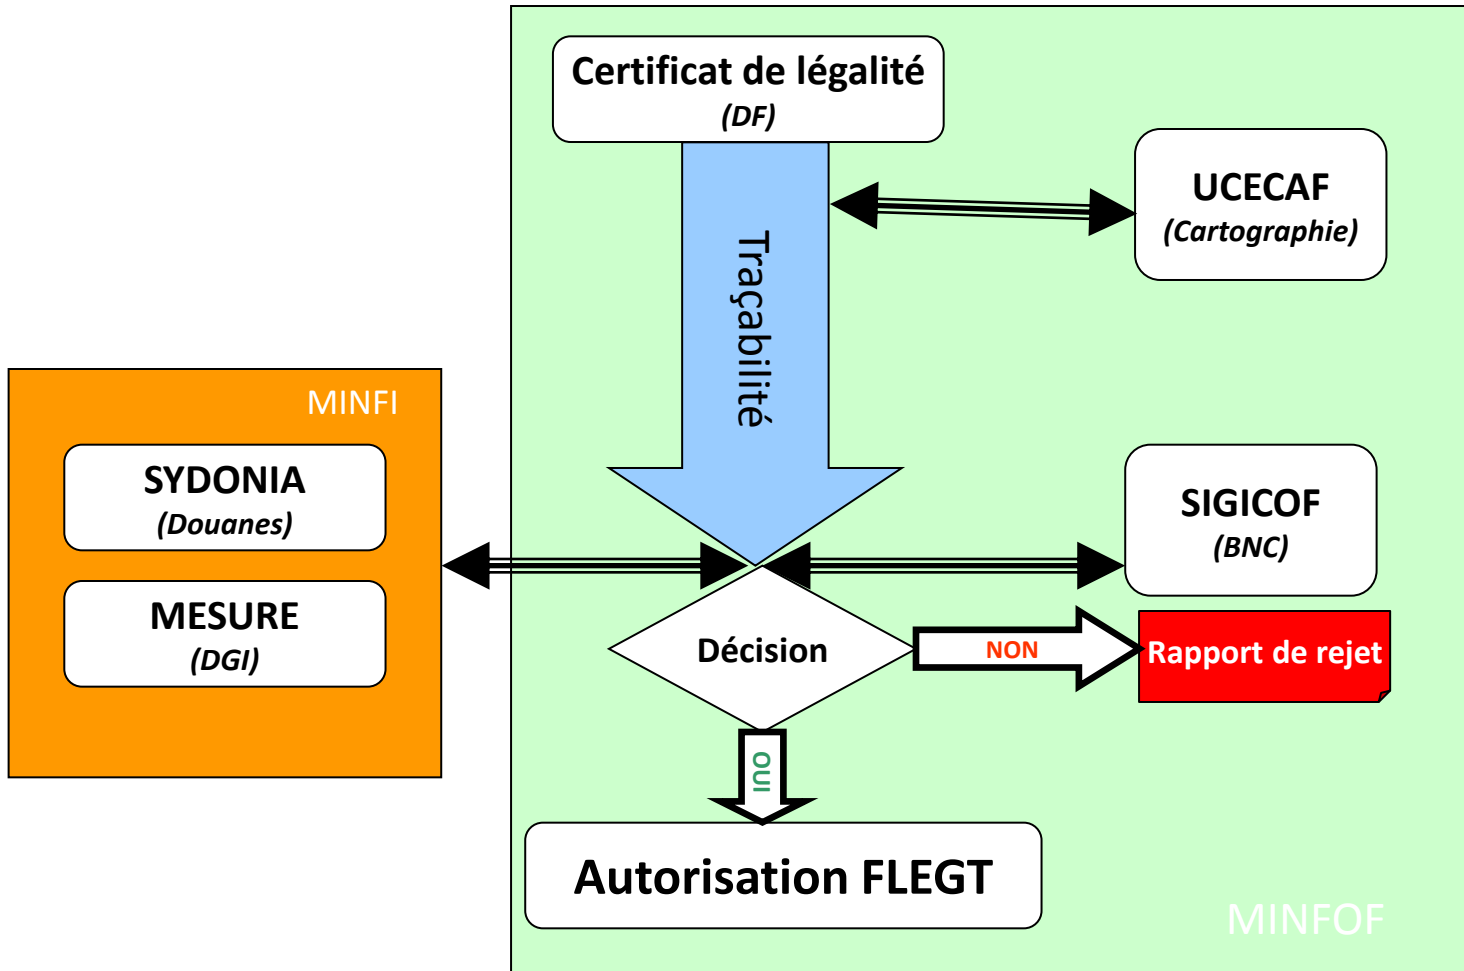 Certificat de légalité
(DF)
UCECAF
(Cartographie)
Traçabilité
MINFI
SYDONIA
(Douanes)
MESURE
(DGI)
SIGICOF
(BNC)
Décision
NON
Rapport de rejet
OUI
Autorisation FLEGT
MINFOF